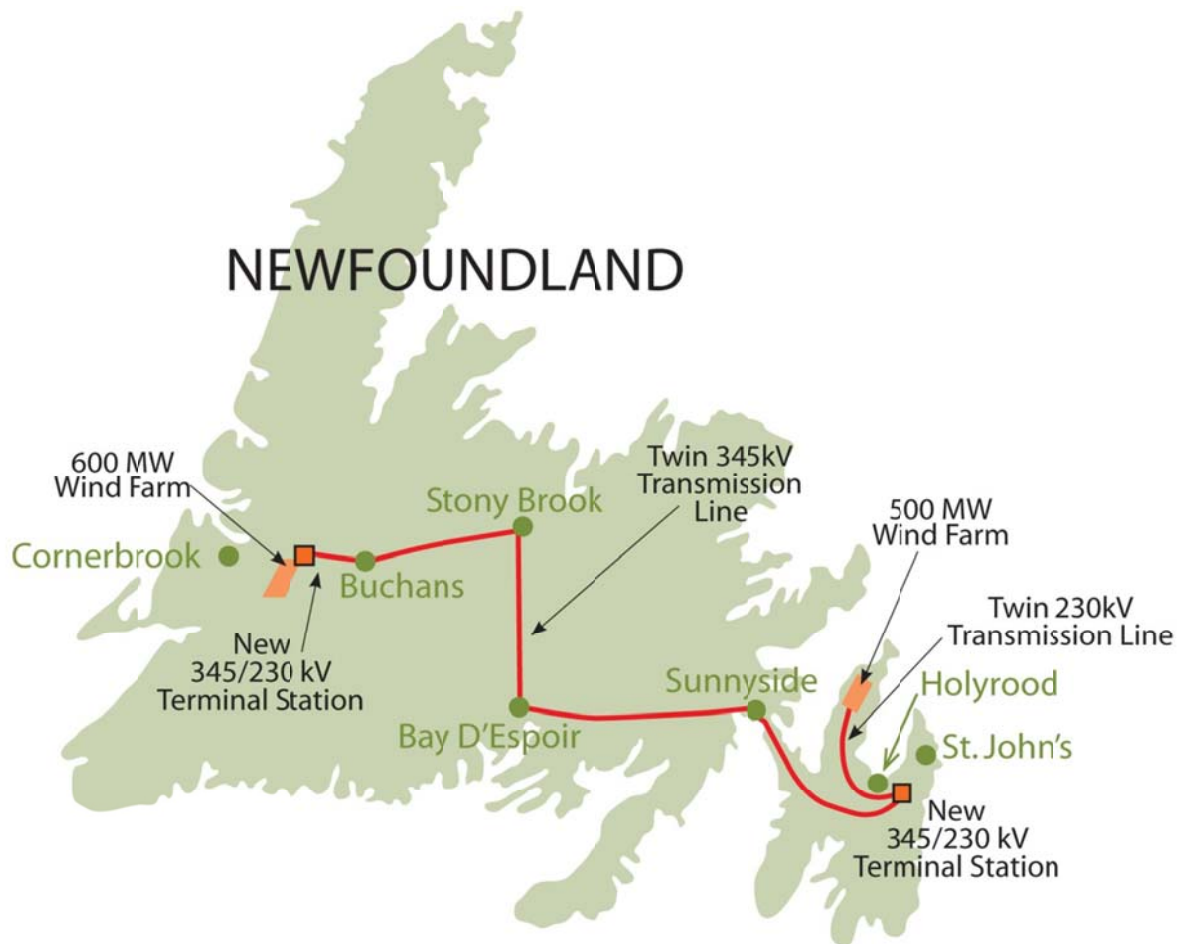 NEWFOUNDLAND
600 MW
Wind Farm
Cornerbrook
New
345/230 kV
Terminal Station
Buchans
Stony Brook
Twin 345kV
Transmission
Line
Bay D'Espoir
Sunnyside
500 MW
Wind Farm
Twin 230kV
Transmission Line
Holyrood
St. John's
New
345/230 kV
Terminal Station